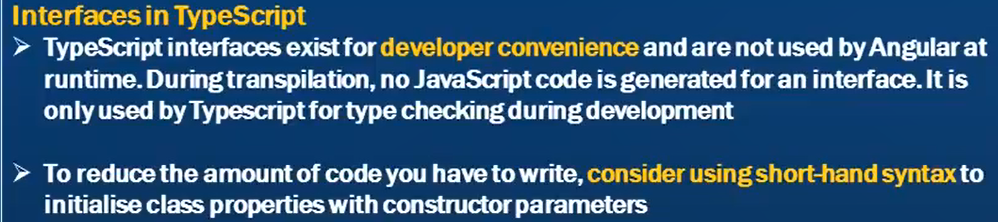 Interfaces in TypeScript
➤ TypeScript interfaces exist for developer convenience and are not used by Angular at
runtime. During transpilation, no JavaScript code is generated for an interface. It is
only used by Typescript for type checking during development
➤ To reduce the amount of code you have to write, consider using short-hand syntax to
initialise class properties with constructor parameters